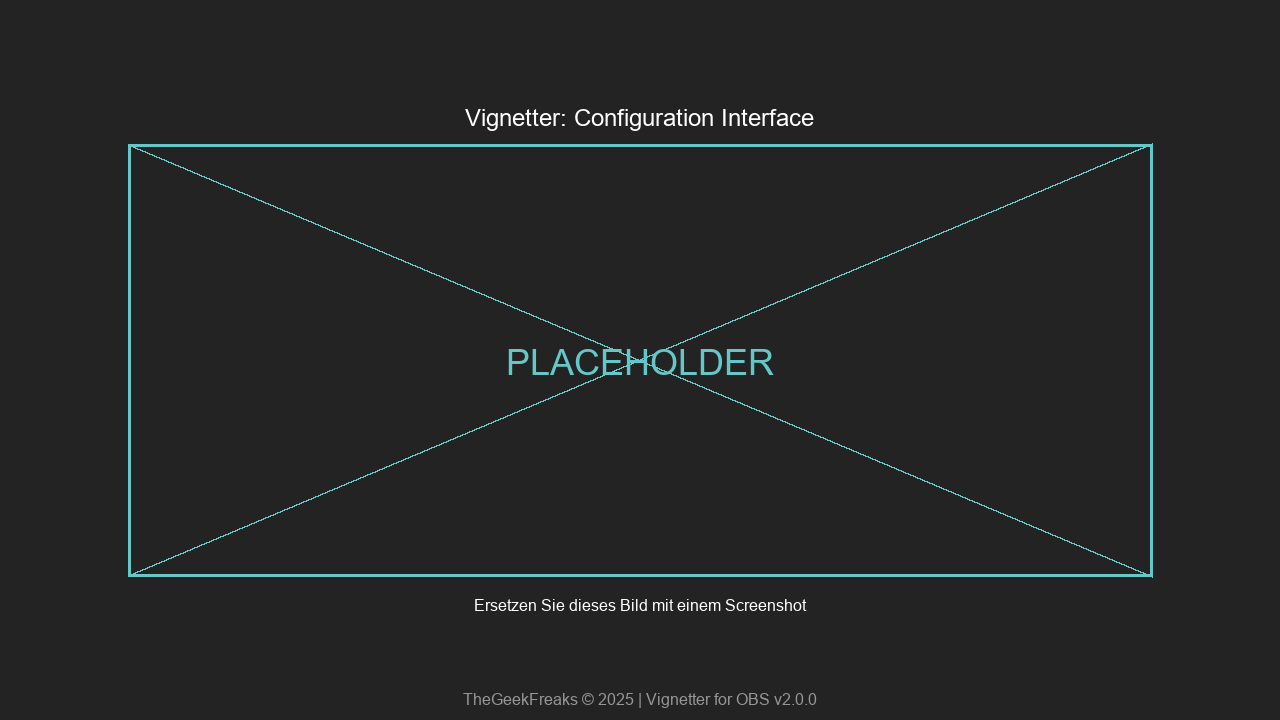 Vignetter: Configuration Interface
PLACEHOLDER
Ersetzen Sie dieses Bild mit einem Screenshot
TheGeekFreaks © 2025 | Vignetter for OBS v2.0.0